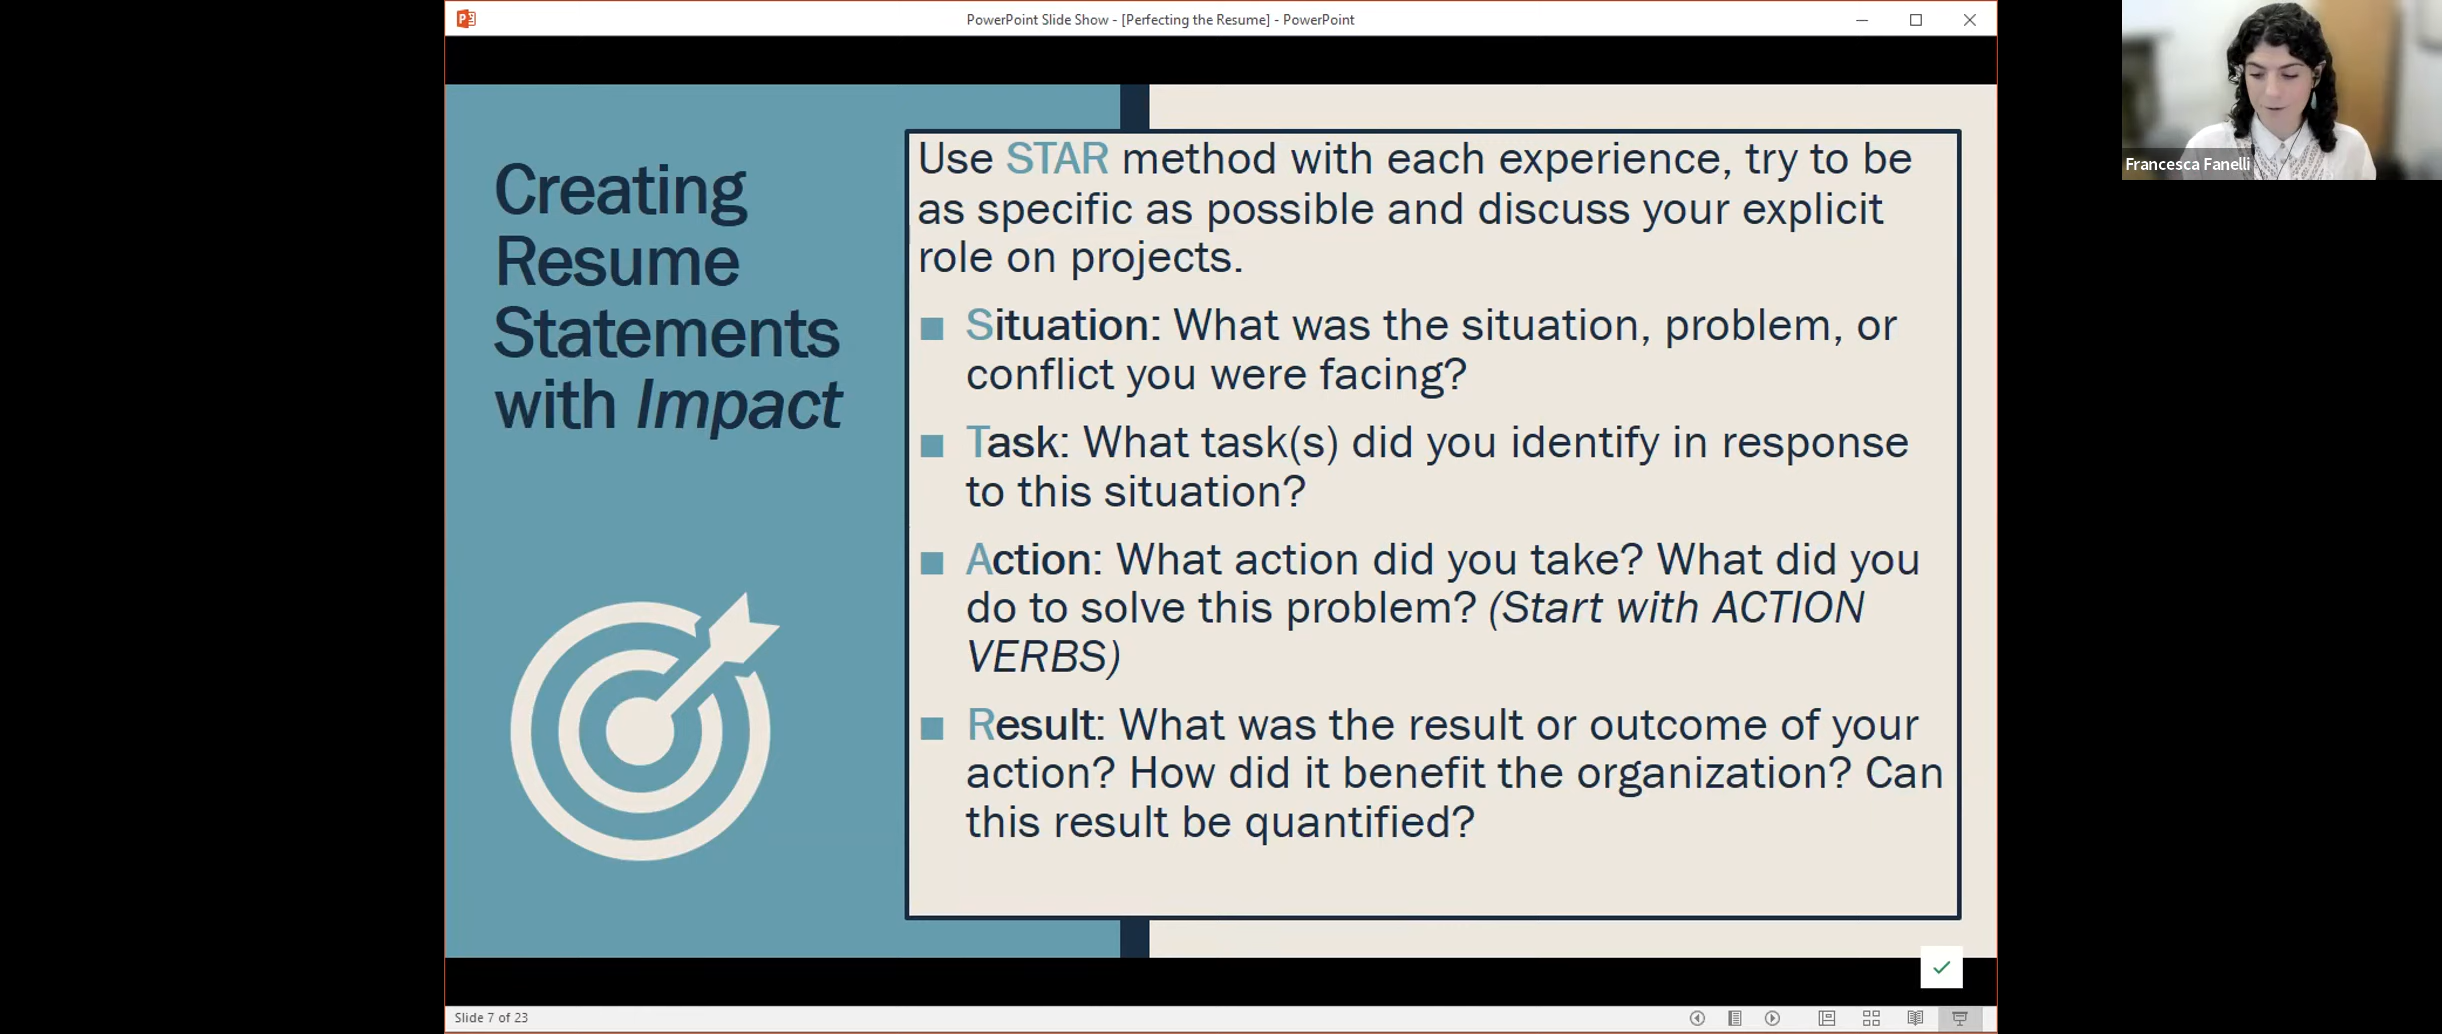 PowerPoint Slide Show - [Perfecting the Resume] - PowerPoint
Francesca Fanelli
Creating
Resume
Statements
with Impact
Use STAR method with each experience, try to be
as specific as possible and discuss your explicit
role on projects.
Situation: What was the situation, problem, or
conflict you were facing?
Task: What task(s) did you identify in response
to this situation?
Action: What action did you take? What did you
do to solve this problem? (Start with ACTION
VERBS)
Result: What was the result or outcome of your
action? How did it benefit the organization? Can
this result be quantified?
Slide 7 of 23